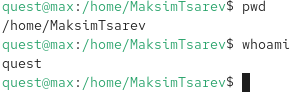 quest@max:/home/MaksimTsarev$ pwd
/home/MaksimTsarev
quest@max:/home/MaksimTsarev$ whoami
quest
quest@max:/home/MaksimTsarev$